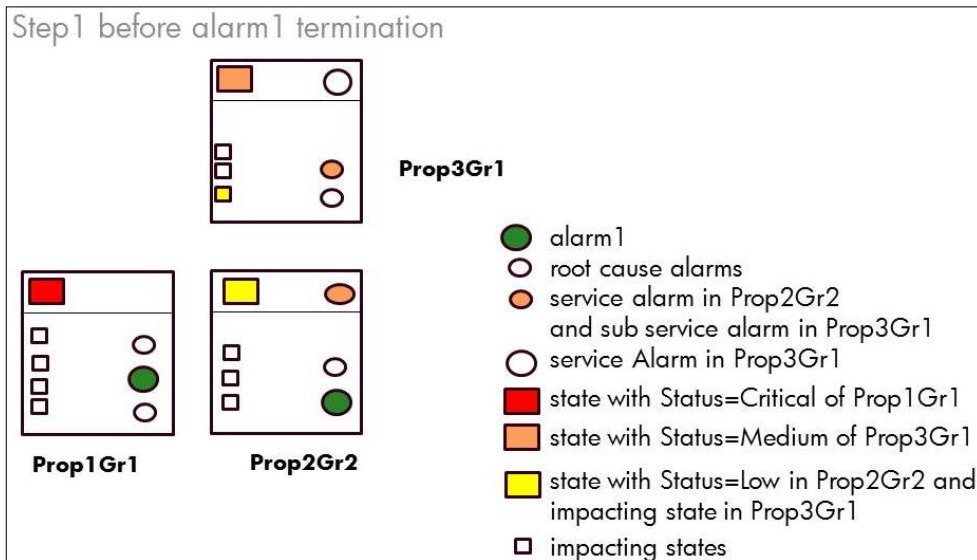 Step1 before alarm1 termination
Prop3Gr1
alarm1
root cause alarms
service alarm in Prop2Gr2
and sub service alarm in Prop3Gr1
service Alarm in Prop3Gr1
state with Status=Critical of Prop1Gr1
state with Status=Medium of Prop3Gr1
state with Status=Low in Prop2Gr2 and
impacting state in Prop3Gr1
impacting states
Prop1Gr1
Prop2Gr2